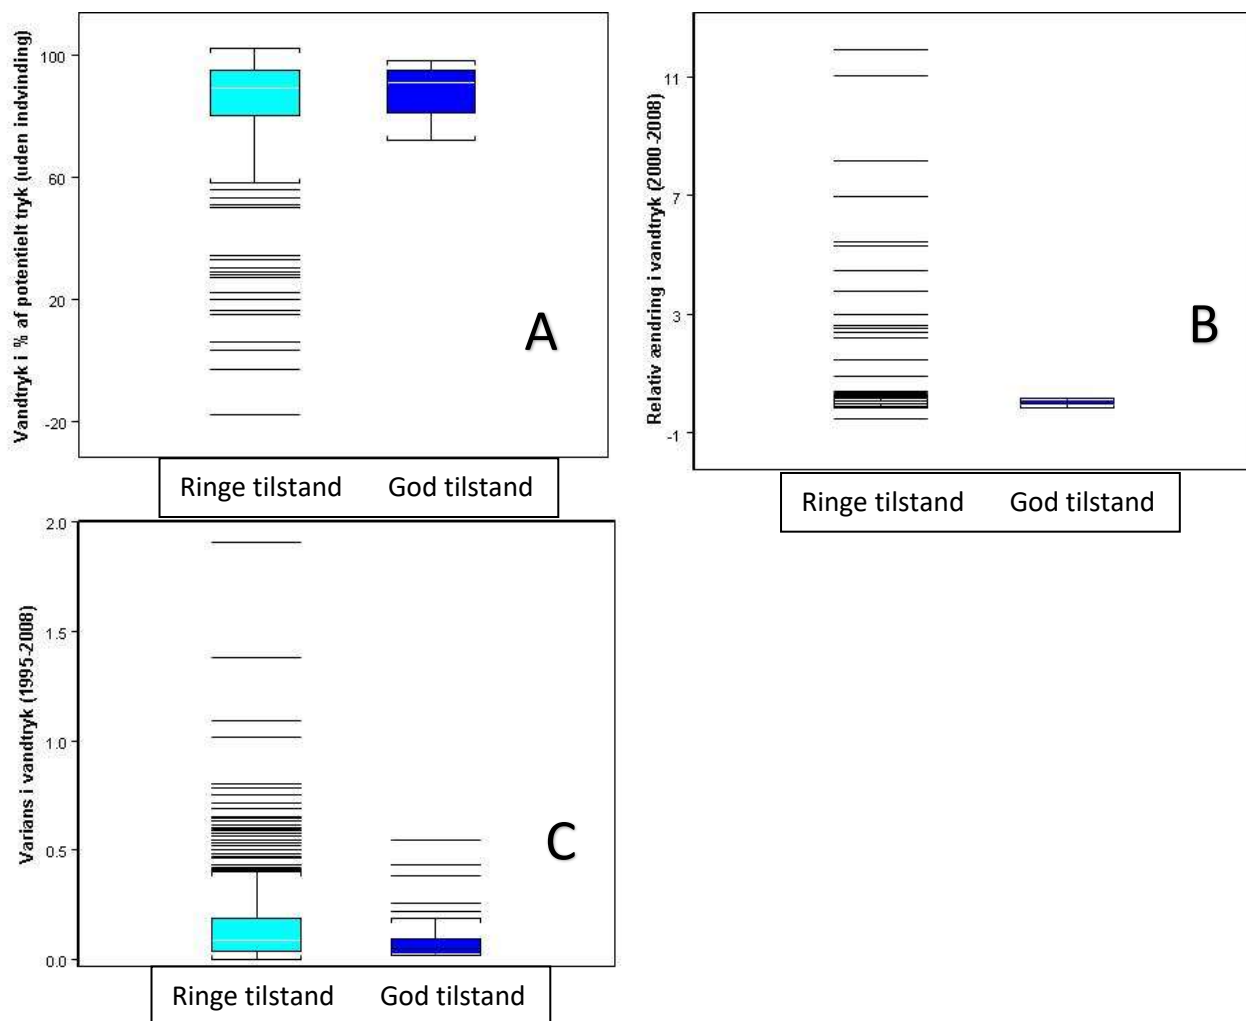 Vandtryk i % af potentielt tryk (uden indvinding)
100
60
20
-20
A
Ringe tilstand God tilstand
Relativ ændring i vandtryk (2000-2008)
11
7
3
-1
B
Ringe tilstand God tilstand
Varians i vandtryk (1995-2008)
2.0
1.5
1.0
0.5
0.0
C
Ringe tilstand God tilstand